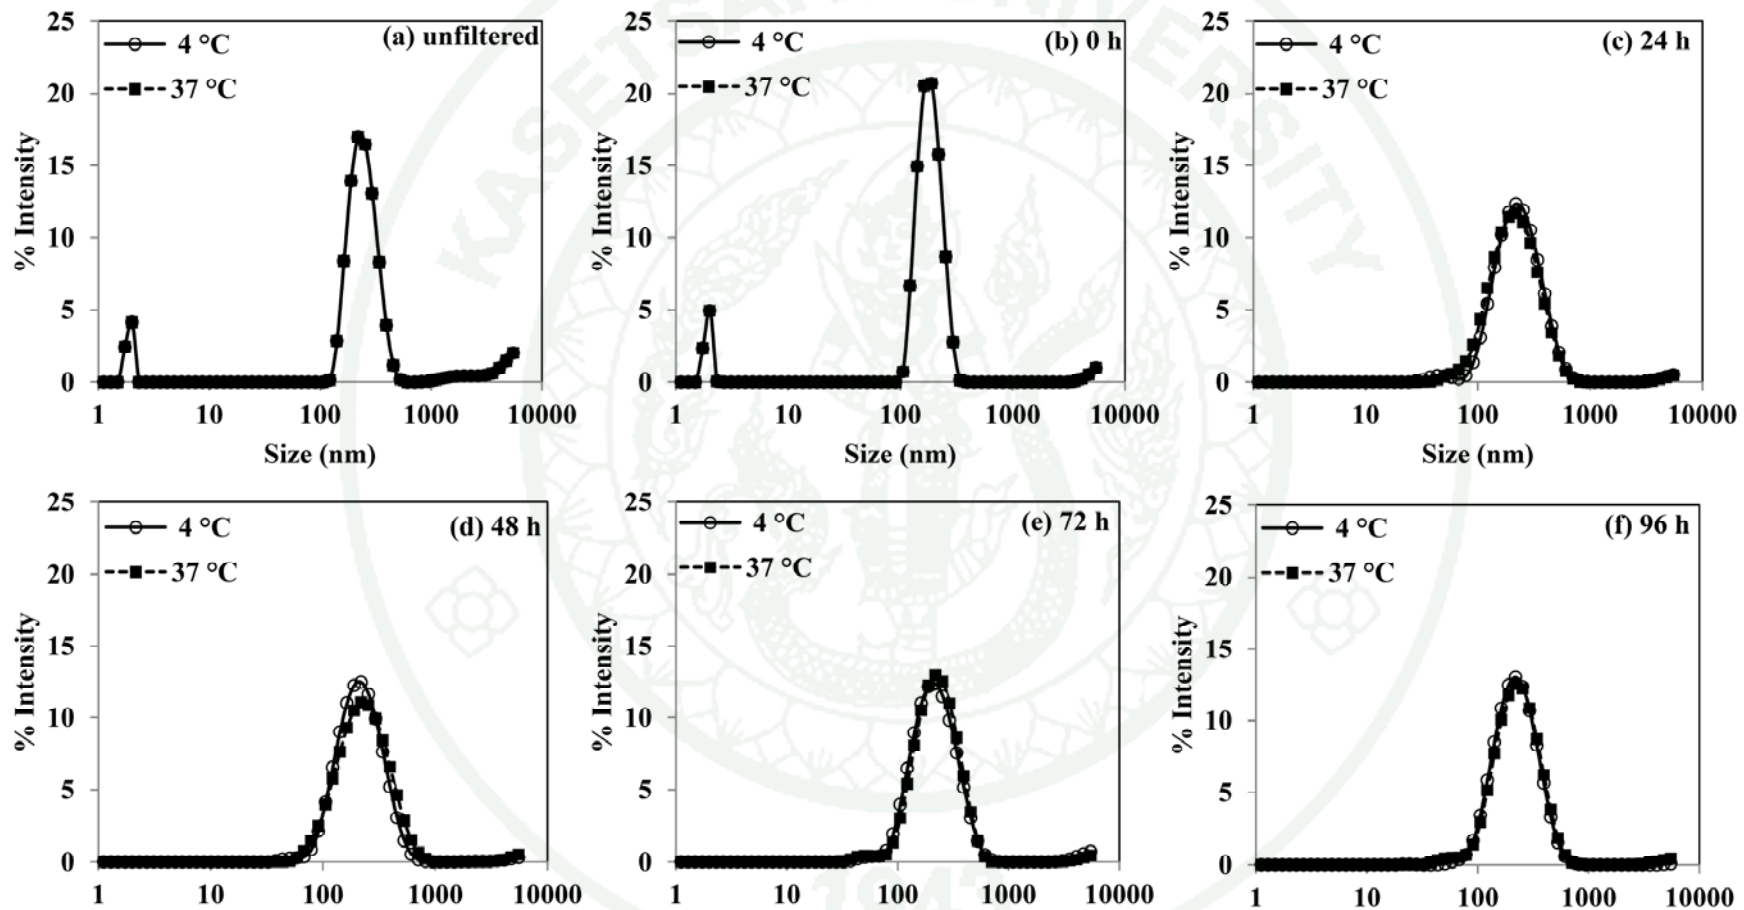 (a) unfiltered
4 °C
37 °C
25
20
15
10
5
0
% Intensity
1 10 100 1000 10000
Size (nm)
(b) 0 h
4 °C
37 °C
25
20
15
10
5
0
% Intensity
1 10 100 1000 10000
Size (nm)
(c) 24 h
4 °C
37 °C
25
20
15
10
5
0
% Intensity
1 10 100 1000 10000
Size (nm)
(d) 48 h
4 °C
37 °C
25
20
15
10
5
0
% Intensity
1 10 100 1000 10000
(e) 72 h
4 °C
37 °C
25
20
15
10
5
0
% Intensity
1 10 100 1000 10000
(f) 96 h
4 °C
37 °C
25
20
15
10
5
0
% Intensity
1 10 100 1000 10000
KASETSART UNIVERSITY